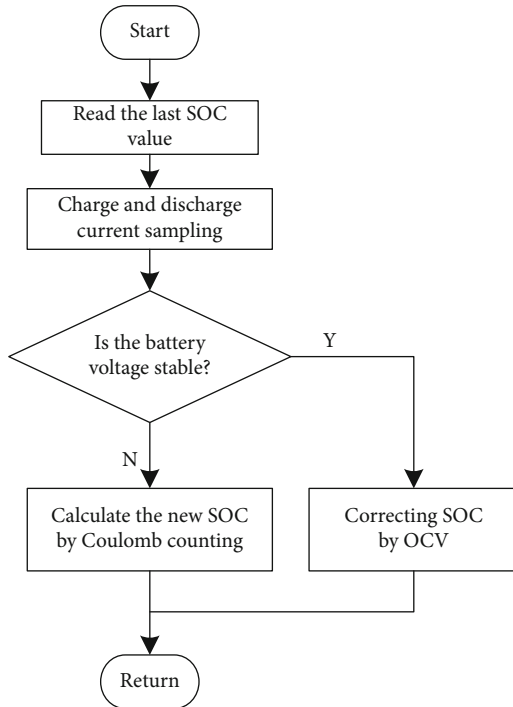 Start
Read the last SOC
value
Charge and discharge
current sampling
Is the battery
voltage stable?
Y
N
Calculate the new SOC
by Coulomb counting
Correcting SOC
by OCV
Return